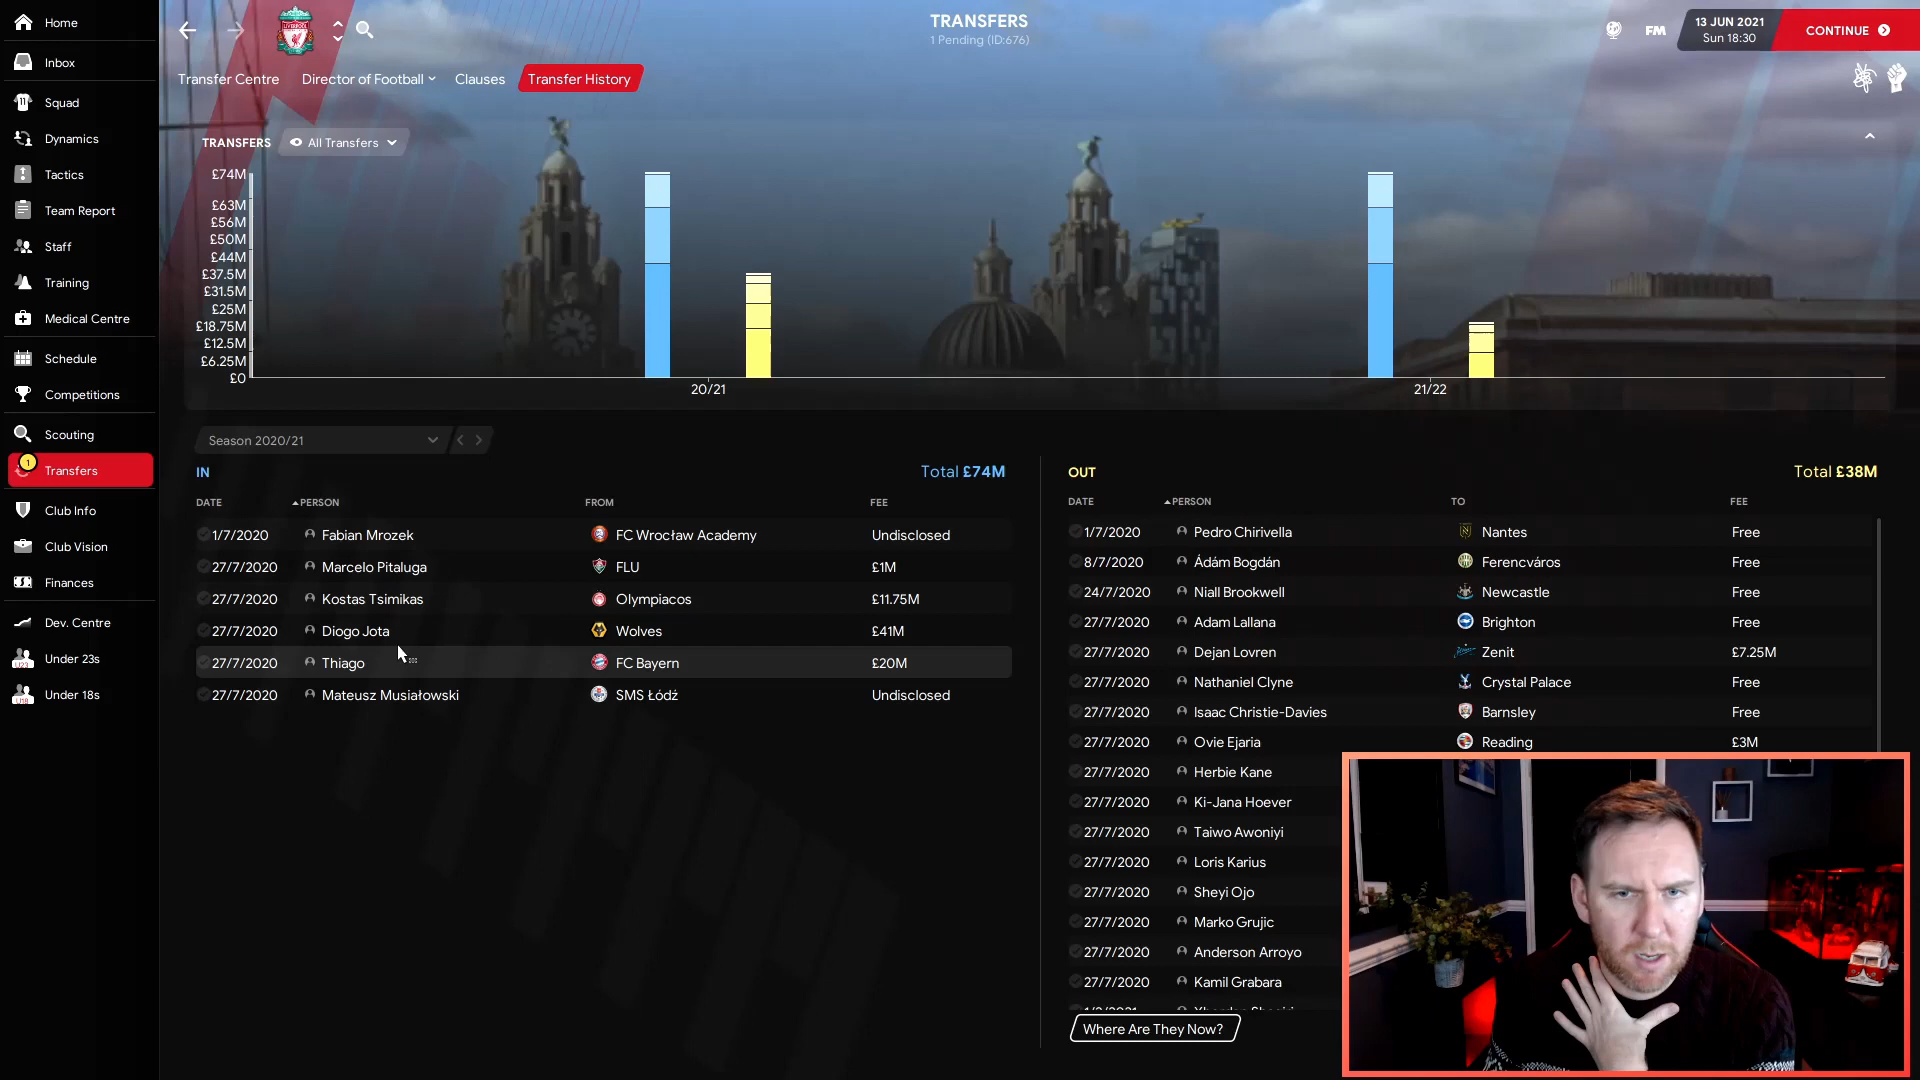 Home
Inbox
Squad
Dynamics
Tactics
Team Report
Staff
Training
Medical Centre
Schedule
Competitions
Scouting
1
Transfers
Club Info
Club Vision
Finances
Dev. Centre
Under 23s
Under 18s
TRANSFERS
1 Pending (ID:676)
FM
13 JUN 2021
Sun 18:30
CONTINUE
Transfer Centre
Director of Football
Clauses
Transfer History
TRANSFERS
All Transfers
£74M
£63M
£56M
£50M
£44M
£37.5M
£31.5M
£25M
£18.75M
£12.5M
£6.25M
£0
20/21
21/22
Season 2020/21
IN
Total £74M
DATE PERSON FROM FEE
1/7/2020 Fabian Mrozek FC Wrocław Academy Undisclosed
27/7/2020 Marcelo Pitaluga FLU £1M
27/7/2020 Kostas Tsimikas Olympiacos £11.75M
27/7/2020 Diogo Jota Wolves £41M
27/7/2020 Thiago FC Bayern £20M
27/7/2020 Mateusz Musiałowski SMS Łódź Undisclosed
OUT
Total £38M
DATE PERSON TO FEE
1/7/2020 Pedro Chirivella Nantes Free
8/7/2020 Ádám Bogdán Ferencváros Free
24/7/2020 Niall Brookwell Newcastle Free
27/7/2020 Adam Lallana Brighton Free
27/7/2020 Dejan Lovren Zenit £7.25M
27/7/2020 Nathaniel Clyne Crystal Palace Free
27/7/2020 Isaac Christie-Davies Barnsley Free
27/7/2020 Ovie Ejaria Reading £3M
27/7/2020 Herbie Kane
27/7/2020 Ki-Jana Hoever
27/7/2020 Taiwo Awoniyi
27/7/2020 Loris Karius
27/7/2020 Sheyi Ojo
27/7/2020 Marko Grujic
27/7/2020 Anderson Arroyo
27/7/2020 Kamil Grabara
Where Are They Now?